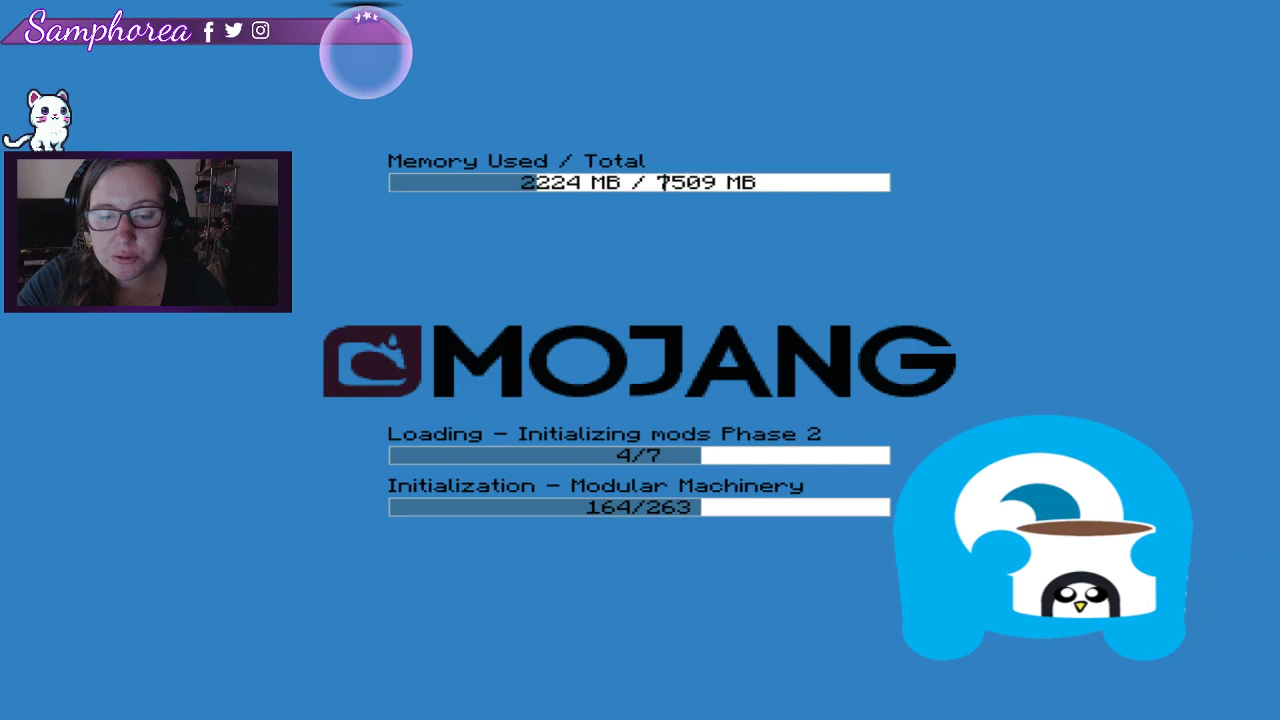 Samphorea
Memory Used / Total
2224 MB / 7509 MB
MOJANG
Loading - Initializing mods Phase 2
4/7
Initialization - Modular Machinery
164/263